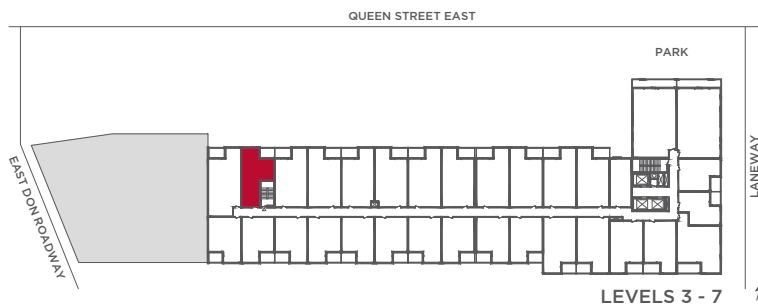 QUEEN STREET EAST
PARK
EAST DON ROADWAY
LANEWAY
LEVELS 3 - 7